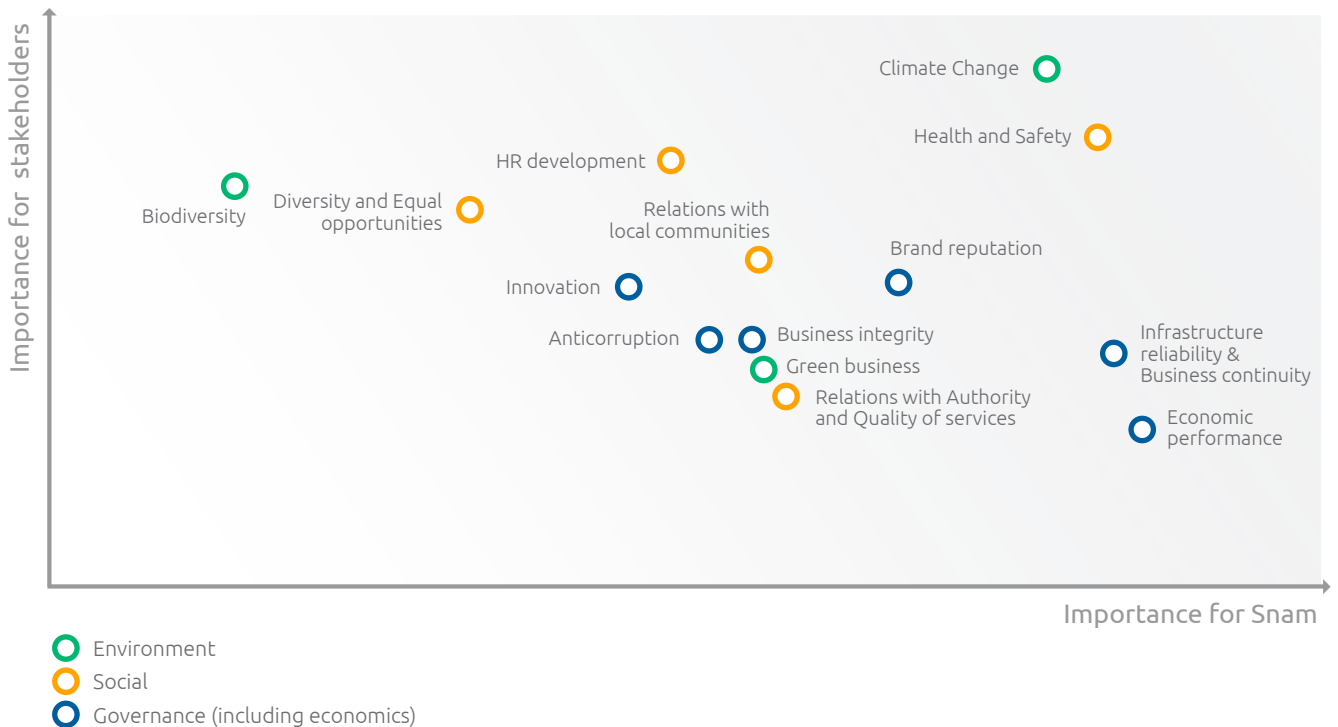 Importance for stakeholders
Climate Change
Health and Safety
HR development
Biodiversity
Diversity and Equal
opportunities
Relations with
local communities
Brand reputation
Innovation
Anticorruption
Business integrity
Infrastructure
reliability &
Business continuity
Green business
Relations with Authority
and Quality of services
Economic
performance
Importance for Snam
Environment
Social
Governance (including economics)